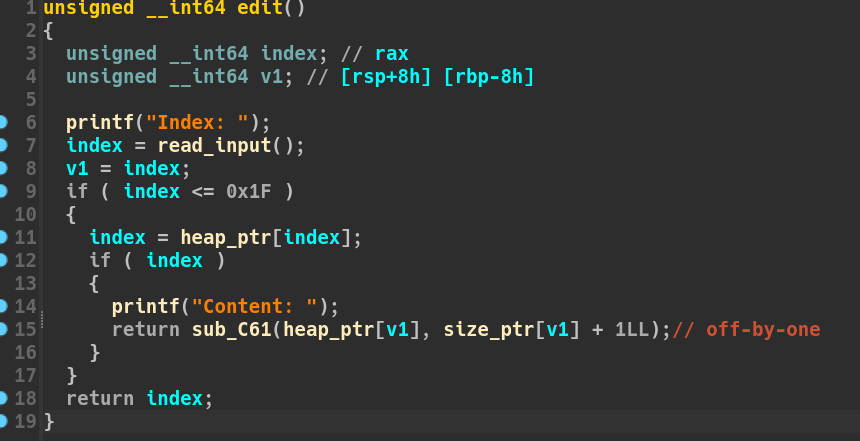 1 unsigned __int64 edit()
2 {
3 unsigned __int64 index; // rax
4 unsigned __int64 v1; // [rsp+8h] [rbp-8h]
5
6 printf("Index: ");
7 index = read_input();
8 v1 = index;
9 if ( index <= 0x1F )
10 {
11 index = heap_ptr[index];
12 if ( index )
13 {
14 printf("Content: ");
15 return sub_C61(heap_ptr[v1], size_ptr[v1] + 1LL);// off-by-one
16 }
17 }
18 return index;
19 }